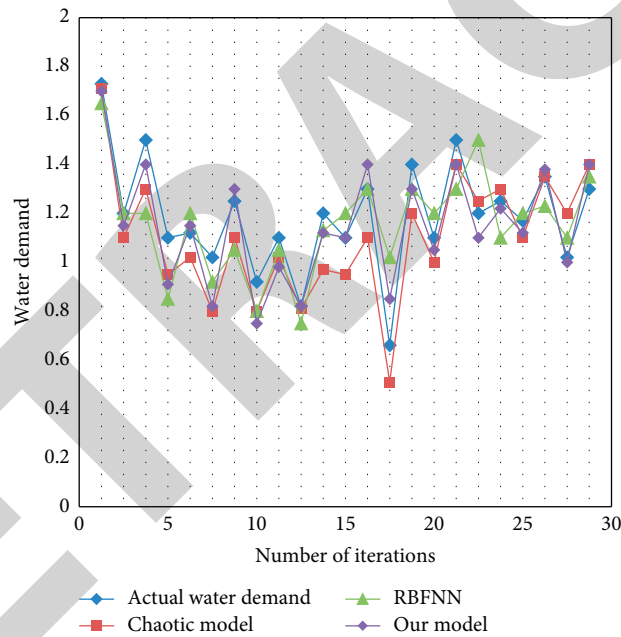 2
1.8
1.6
1.4
1.2
1
0.8
0.6
0.4
0.2
0
Water demand
0 5 10 15 20 25 30
Number of iterations
Actual water demand
RBFNN
Chaotic model
Our model